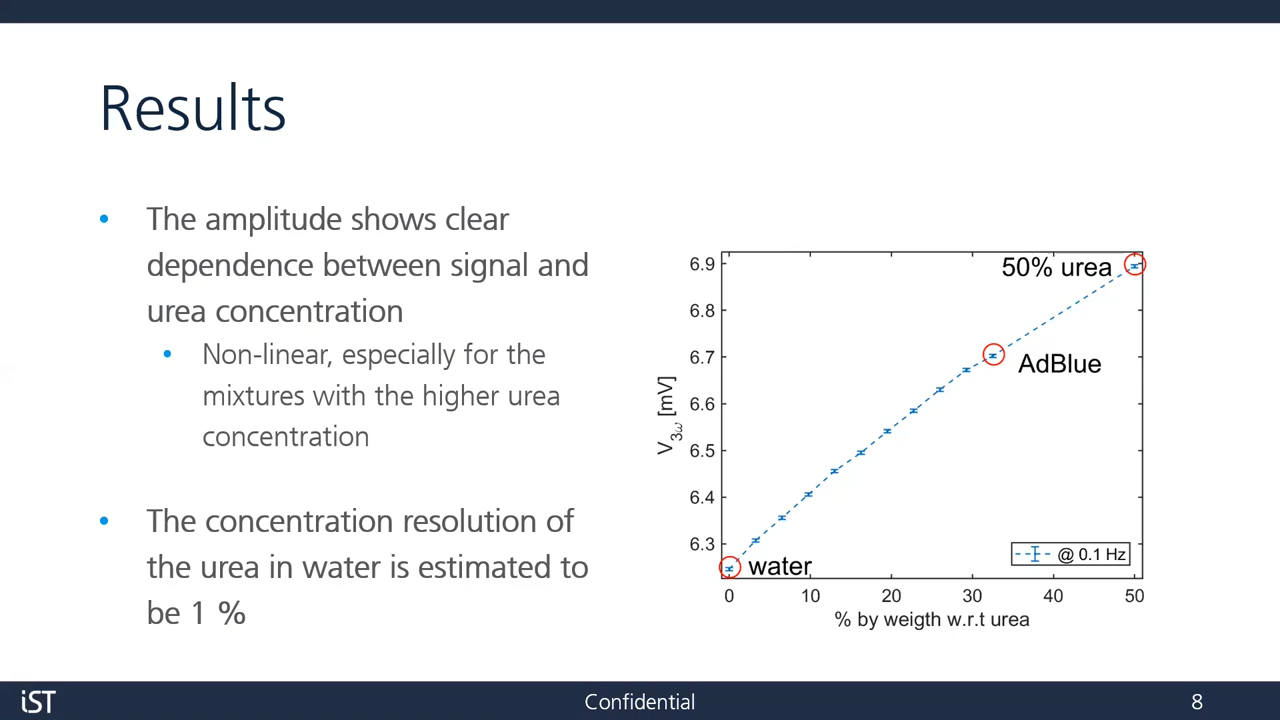 Results
• The amplitude shows clear
dependence between signal and
urea concentration
• Non-linear, especially for the
mixtures with the higher urea
concentration
• The concentration resolution of
the urea in water is estimated to
be 1 %
6.9
6.8
6.7
6.6
6.5
6.4
6.3
V3ω [mV]
50% urea
AdBlue
water
@ 0.1 Hz
0 10 20 30 40 50
% by weigth w.r.t urea
iST
Confidential
8